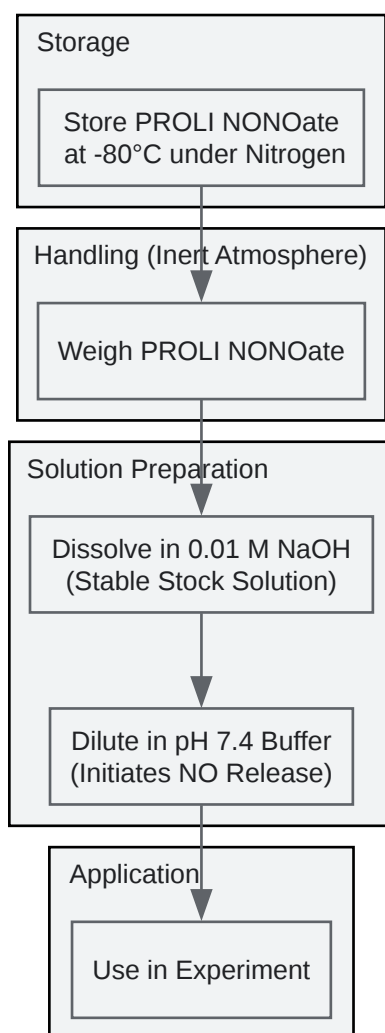 Storage
Store PROLI NONOate
at -80°C under Nitrogen
Handling (Inert Atmosphere)
Weigh PROLI NONOate
Solution Preparation
Dissolve in 0.01 M NaOH
(Stable Stock Solution)
Dilute in pH 7.4 Buffer
(Initiates NO Release)
Application
Use in Experiment